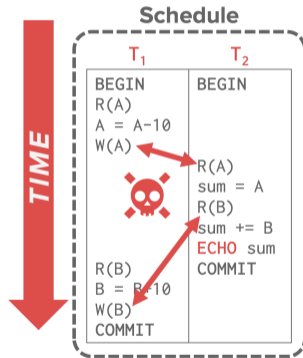 Schedule
T₁ T₂
BEGIN BEGIN
R(A)
A = A-10
W(A)
R(A)
sum = A
R(B)
sum += B
ECHO sum
R(B) COMMIT
B = B+10
W(B)
COMMIT
TIME